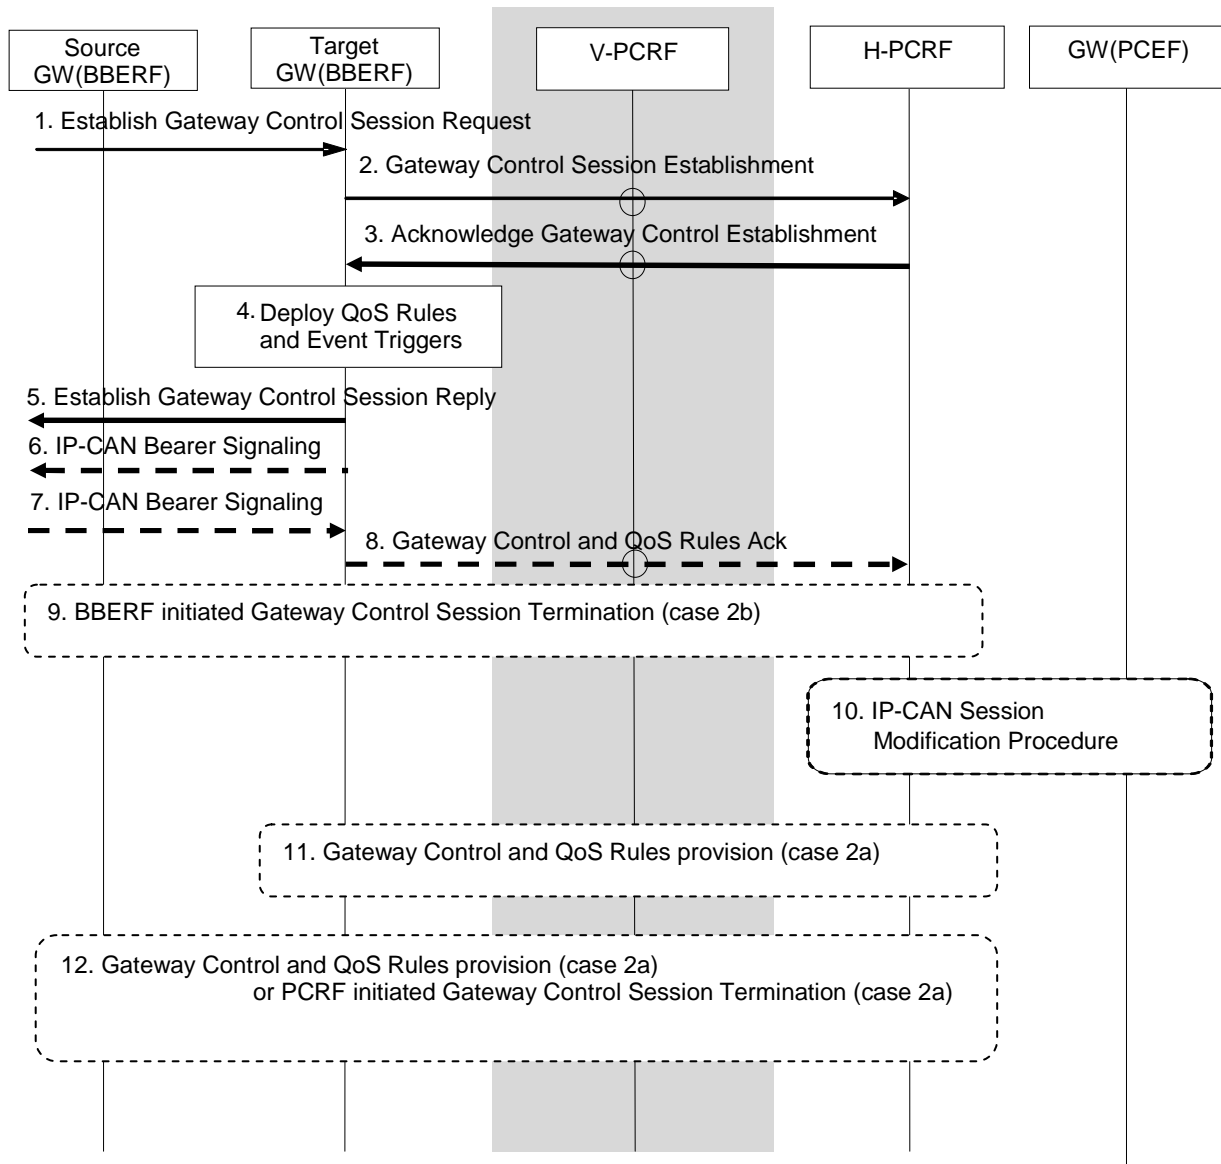 Source
GW(BBERF)
Target
GW(BBERF)
V-PCRF
H-PCRF
GW(PCEF)
1. Establish Gateway Control Session Request
2. Gateway Control Session Establishment
3. Acknowledge Gateway Control Establishment
4. Deploy QoS Rules
and Event Triggers
5. Establish Gateway Control Session Reply
6. IP-CAN Bearer Signaling
7. IP-CAN Bearer Signaling
8. Gateway Control and QoS Rules Ack
9. BBERF initiated Gateway Control Session Termination (case 2b)
10. IP-CAN Session
Modification Procedure
11. Gateway Control and QoS Rules provision (case 2a)
12. Gateway Control and QoS Rules provision (case 2a)
or PCRF initiated Gateway Control Session Termination (case 2a)